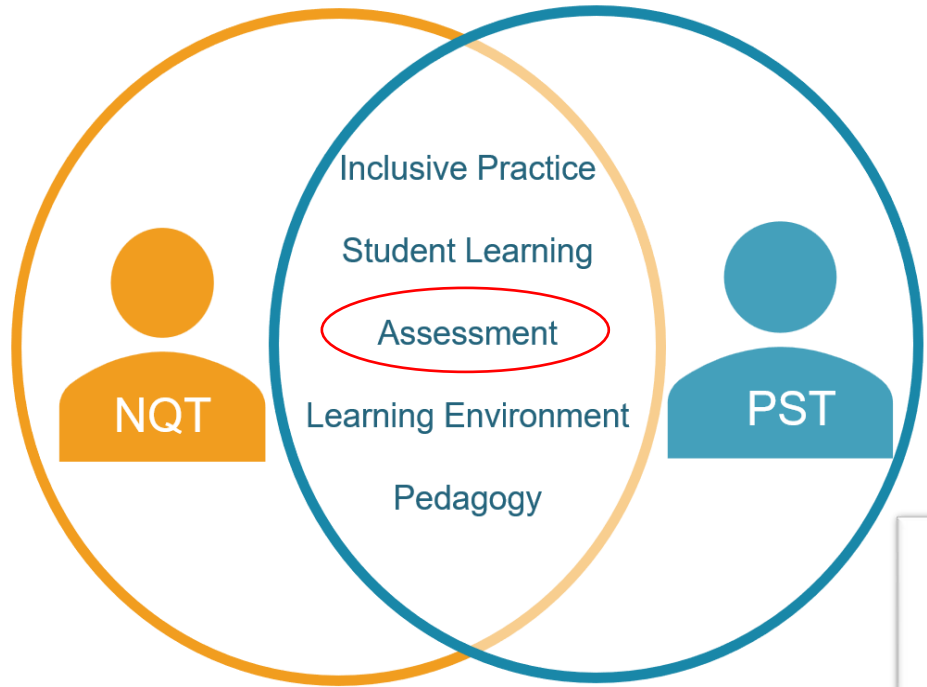 Inclusive Practice
Student Learning
Assessment
NQT
Learning Environment
PST
Pedagogy